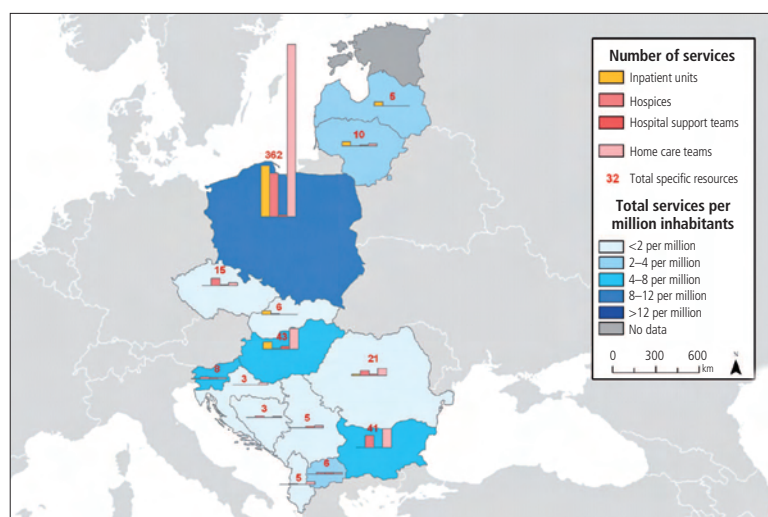 Number of services
Inpatient units
Hospices
Hospital support teams
Home care teams
32 Total specific resources
Total services per
million inhabitants
<2 per million
2–4 per million
4–8 per million
8–12 per million
>12 per million
No data
0 300 600
km
N
5
10
362
15
6
43
8
3
21
3
5
41
6
5